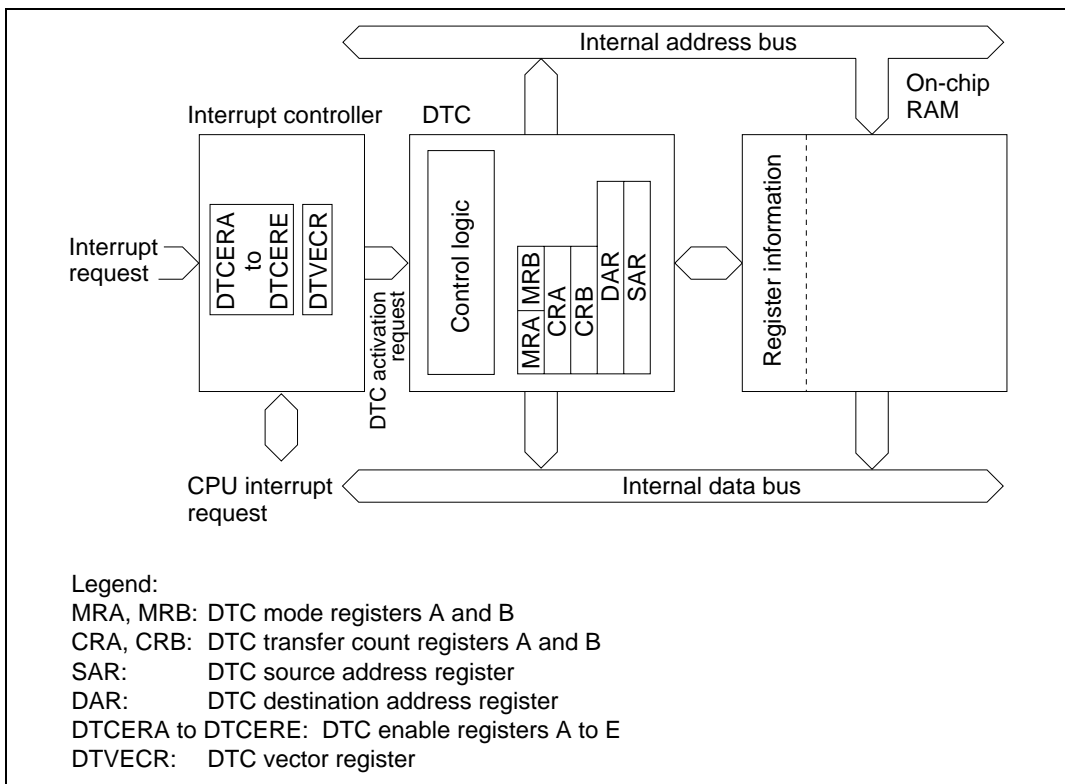 Internal address bus
On-chip
RAM
Interrupt controller
DTC
Interrupt
request
DTCERA
to
DTCERE
DTVECR
DTC activation
request
Control logic
MRA
MRB
CRA
CRB
DAR
SAR
Register information
CPU interrupt
request
Internal data bus
Legend:
MRA, MRB: DTC mode registers A and B
CRA, CRB: DTC transfer count registers A and B
SAR: DTC source address register
DAR: DTC destination address register
DTCERA to DTCERE: DTC enable registers A to E
DTVECR: DTC vector register